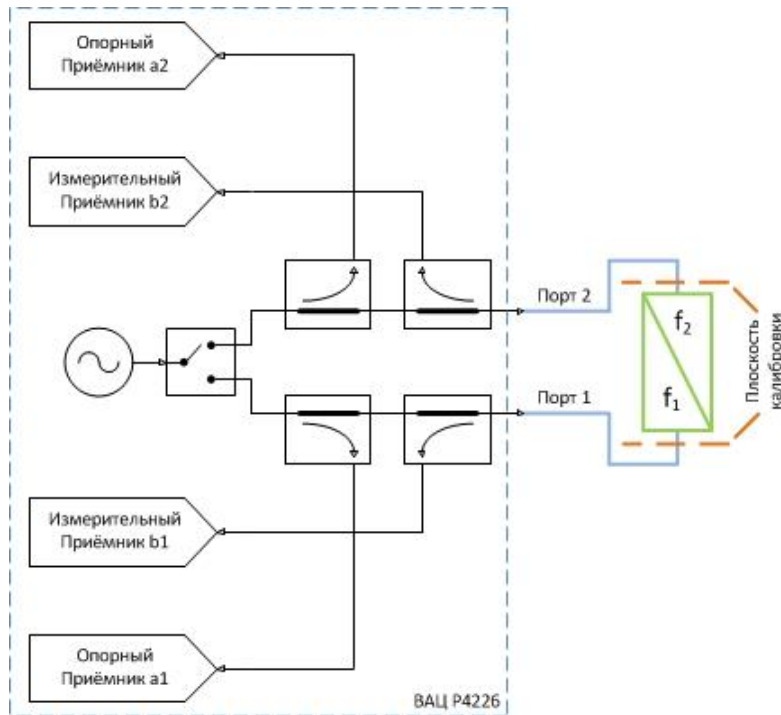 Опорный
Приёмник a2
Измерительный
Приёмник b2
Порт 2
f2
Плоскость
калибровки
f1
Порт 1
Измерительный
Приёмник b1
Опорный
Приёмник a1
ВАЦ Р4226